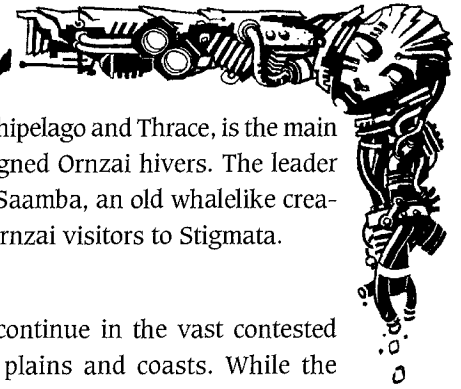 hipelago and Thrace, is the main
gned Ornzai hivers. The leader
Saamba, an old whalelike crea-
rnzai visitors to Stigmata.
continue in the vast contested
plains and coasts. While the